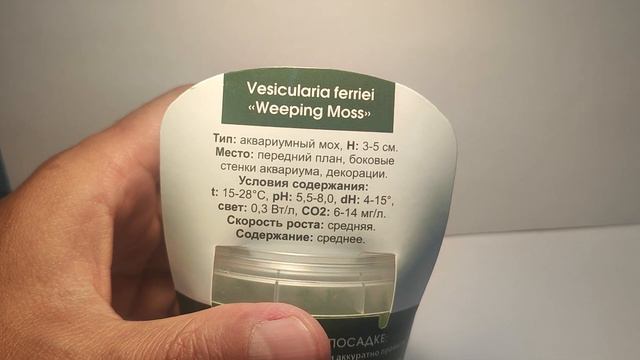 Vesicularia ferriei
«Weeping Moss»
Тип: аквариумный мох, H: 3-5 см.
Место: передний план, боковые
стенки аквариума, декорации.
Условия содержания:
t: 15-28°C, pH: 5,5-8,0, dH: 4-15°,
свет: 0,3 Вт/л, CO2: 6-14 мг/л.
Скорость роста: средняя.
Содержание: среднее.
ПОСАДКЕ:
и аккуратно